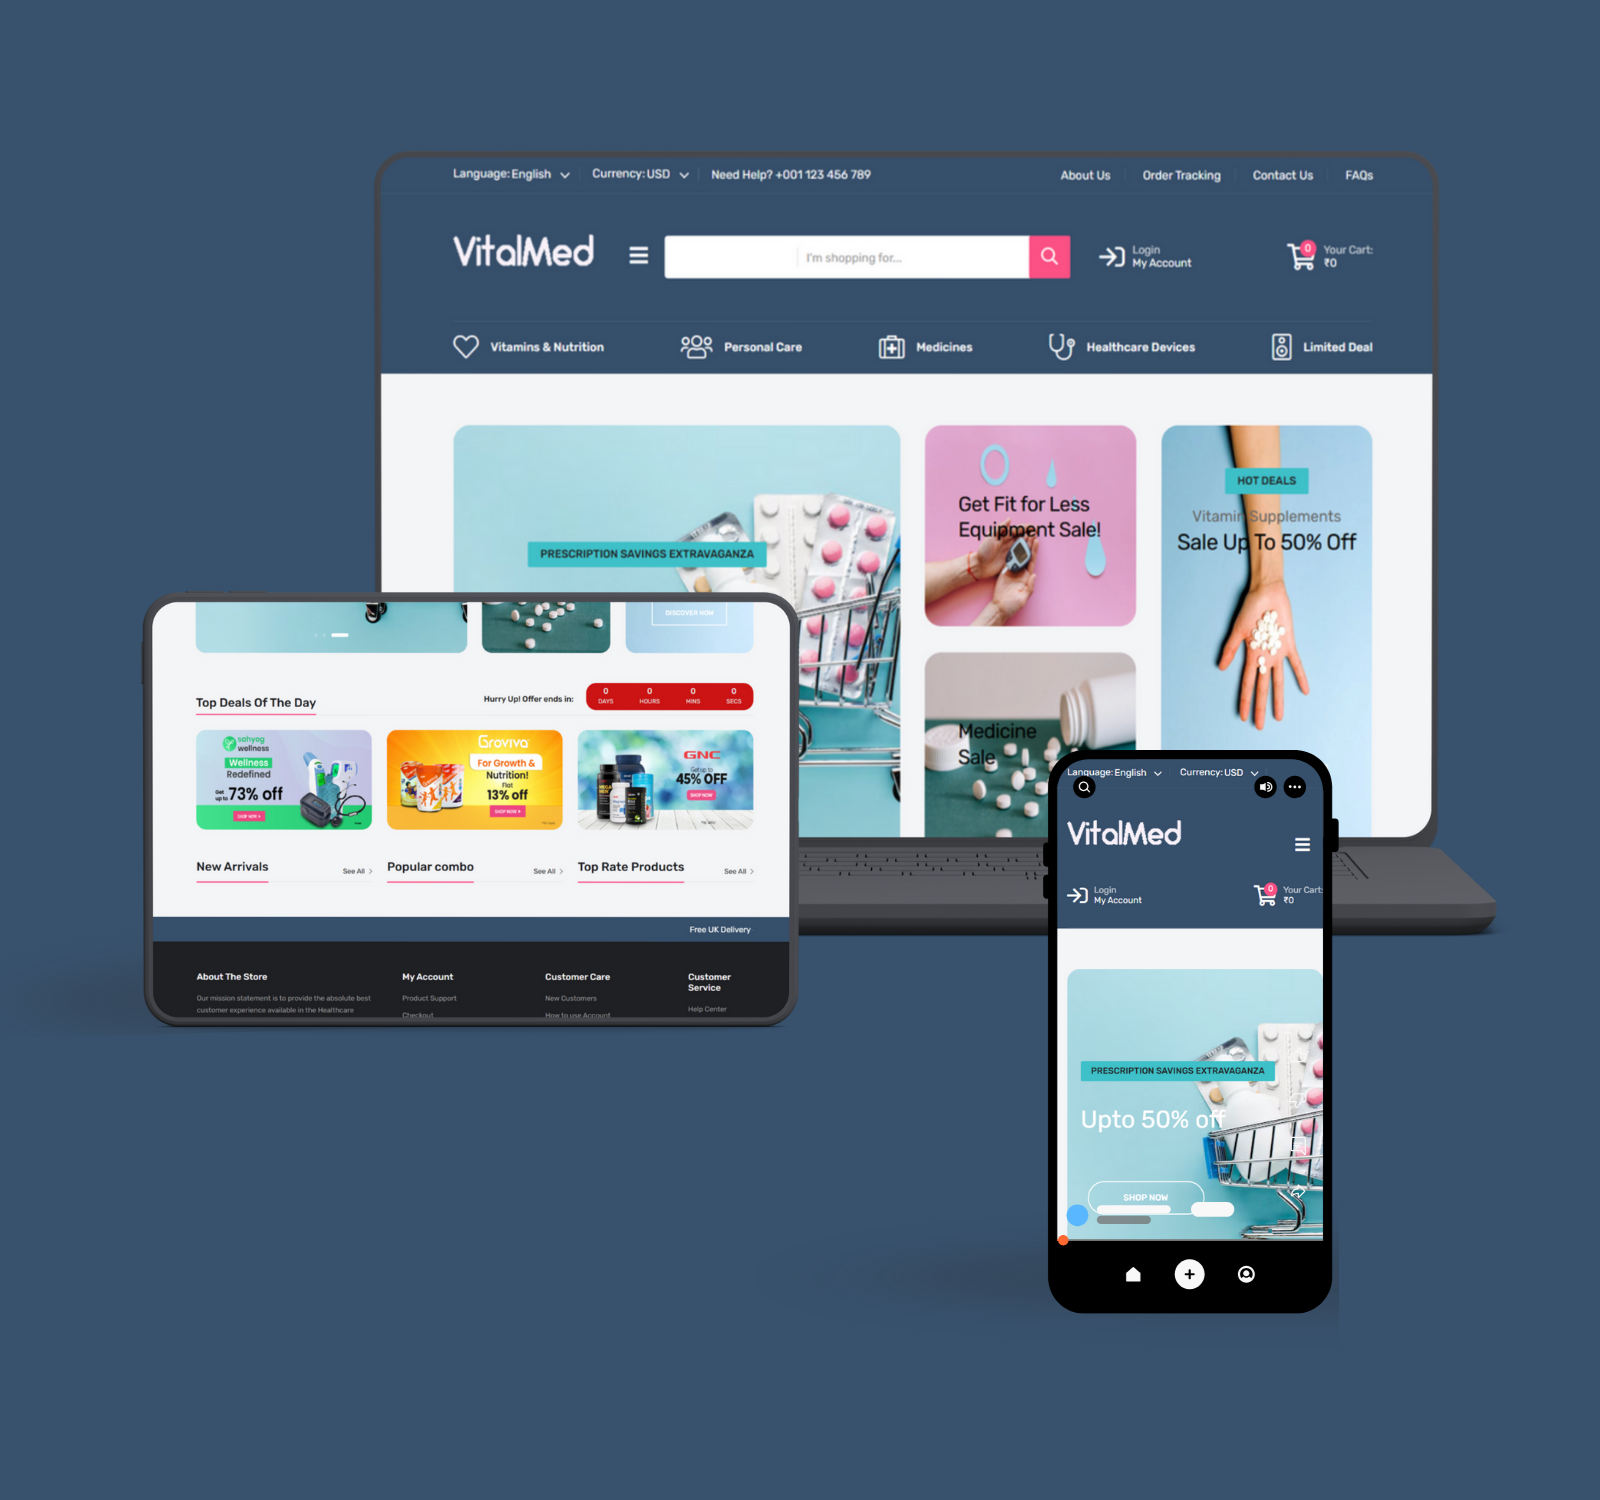 Language: English
Currency: USD
Need Help? +001 123 456 789
About Us
Order Tracking
Contact Us
FAQs
VitalMed
I'm shopping for...
Login
My Account
0
Your Cart:
₹0
Vitamins & Nutrition
Personal Care
Medicines
Healthcare Devices
Limited Deal
PRESCRIPTION SAVINGS EXTRAVAGANZA
Get Fit for Less
Equipment Sale!
HOT DEALS
Vitamin Supplements
Sale Up To 50% Off
Medicine
Sale
DISCOVER NOW
Top Deals Of The Day
Hurry Up! Offer ends in:
0 0 0 0
DAYS HOURS MINS SECS
sahyog
wellness
Wellness
Redefined
Get
up to 73% off
SHOP NOW
Groviva
For Growth &
Nutrition!
Flat
13% off
SHOP NOW
GNC
Get up to
45% OFF
SHOP NOW
New Arrivals
See All
Popular combo
See All
Top Rate Products
See All
Free UK Delivery
About The Store
Our mission statement is to provide the absolute best
customer experience available in the Healthcare
My Account
Product Support
Checkout
Customer Care
New Customers
How to use Account
Customer
Service
Help Center
Language: English
Currency: USD
VitalMed
Login
My Account
0
Your Cart:
₹0
PRESCRIPTION SAVINGS EXTRAVAGANZA
Upto 50% off
SHOP NOW